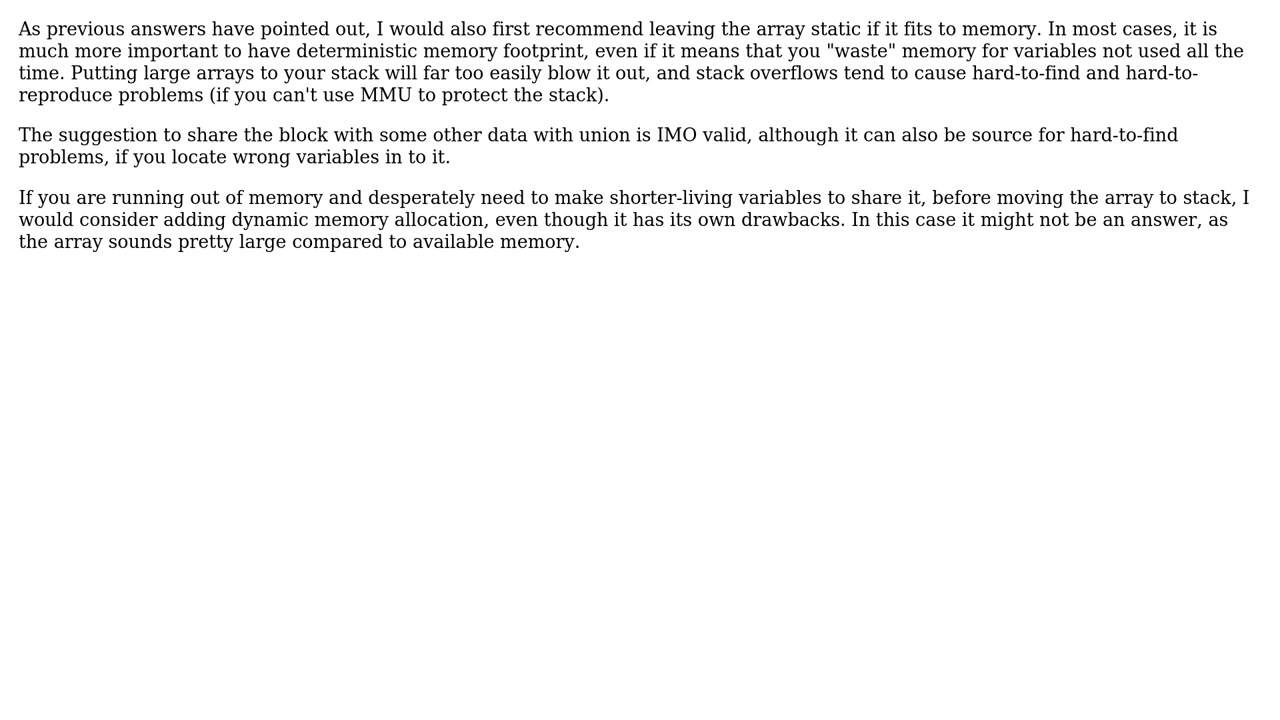 As previous answers have pointed out, I would also first recommend leaving the array static if it fits to memory. In most cases, it is
much more important to have deterministic memory footprint, even if it means that you "waste" memory for variables not used all the
time. Putting large arrays to your stack will far too easily blow it out, and stack overflows tend to cause hard-to-find and hard-to-
reproduce problems (if you can't use MMU to protect the stack).
The suggestion to share the block with some other data with union is IMO valid, although it can also be source for hard-to-find
problems, if you locate wrong variables in to it.
If you are running out of memory and desperately need to make shorter-living variables to share it, before moving the array to stack, I
would consider adding dynamic memory allocation, even though it has its own drawbacks. In this case it might not be an answer, as
the array sounds pretty large compared to available memory.